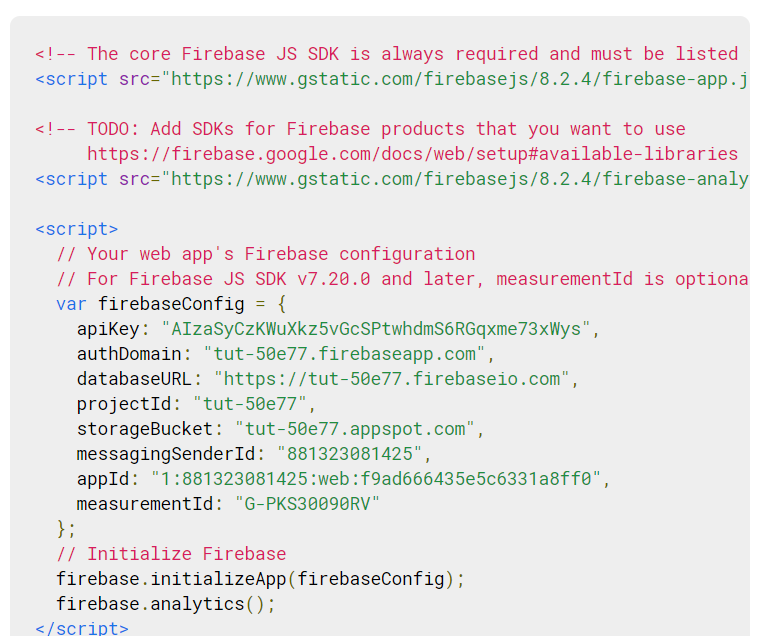 <!-- The core Firebase JS SDK is always required and must be listed
<script src="https://www.gstatic.com/firebasejs/8.2.4/firebase-app.j
<!-- TODO: Add SDKs for Firebase products that you want to use
https://firebase.google.com/docs/web/setup#available-libraries
<script src="https://www.gstatic.com/firebasejs/8.2.4/firebase-analy
<script>
// Your web app's Firebase configuration
// For Firebase JS SDK v7.20.0 and later, measurementId is optiona
var firebaseConfig = {
apiKey: "AIzaSyCzKWuXkz5vGcSPtwhdmS6RGqxme73xWys",
authDomain: "tut-50e77.firebaseapp.com",
databaseURL: "https://tut-50e77.firebaseio.com",
projectId: "tut-50e77",
storageBucket: "tut-50e77.appspot.com",
messagingSenderId: "881323081425",
appId: "1:881323081425:web:f9ad666435e5c6331a8ff0",
measurementId: "G-PKS30090RV"
};
// Initialize Firebase
firebase.initializeApp(firebaseConfig);
firebase.analytics();
</script>